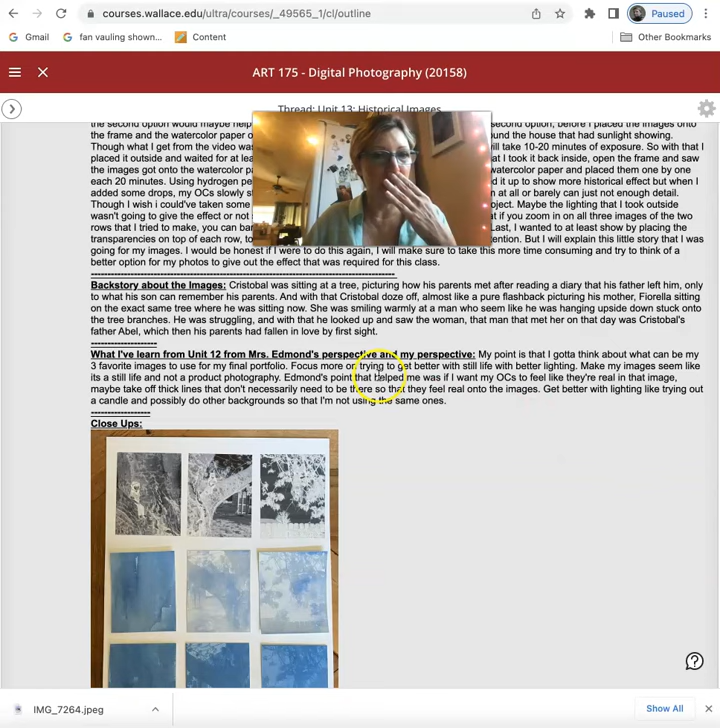 courses.wallace.edu/ultra/courses/_49565_1/cl/outline
Paused
Gmail
fan vauling shown...
Content
Other Bookmarks
ART 175 - Digital Photography (20158)
Thread: Unit 13: Historical Images
the second option would maybe help second option, before I placed the images onto
the frame and the watercolor paper o ound the house that had sunlight showing.
Though what I get from the video was ill take 10-20 minutes of exposure. So with that I
placed it outside and waited for at lea at I took it back inside, open the frame and saw
the images got onto the watercolor pa watercolor paper and placed them one by one
each 20 minutes. Using hydrogen pe d it up to show more historical effect but when I
added some drops, my OCs slowly s n at all or barely can just not enough detail.
Though I wish i could've taken some oject. Maybe the lighting that I took outside
wasn't going to give the effect or not at if you zoom in on all three images of the two
rows that I tried to make, you can bar Last, I wanted to at least show by placing the
transparencies on top of each row, to tention. But I will explain this little story that I was
going for my images. I would be honest if I were to do this again, I will make sure to take this more time consuming and try to think of a
better option for my photos to give out the effect that was required for this class.
Backstory about the Images: Cristobal was sitting at a tree, picturing how his parents met after reading a diary that his father left him, only
to what his son can remember his parents. And with that Cristobal doze off, almost like a pure flashback picturing his mother, Fiorella sitting
on the exact same tree where he was sitting now. She was smiling warmly at a man who seem like he was hanging upside down stuck onto
the tree branches. He was struggling, and with that he looked up and saw the woman, that man that met her on that day was Cristobal's
father Abel, which then his parents had fallen in love by first sight.
What I've learn from Unit 12 from Mrs. Edmond's perspective and my perspective: My point is that I gotta think about what can be my
3 favorite images to use for my final portfolio. Focus more on trying to get better with still life with better lighting. Make my images seem like
its a still life and not a product photography. Edmond's point that helped me was if I want my OCs to feel like they're real in that image,
maybe take off thick lines that don't necessarily need to be there so that they feel real onto the images. Get better with lighting like trying out
a candle and possibly do other backgrounds so that I'm not using the same ones.
Close Ups:
IMG_7264.jpeg
Show All